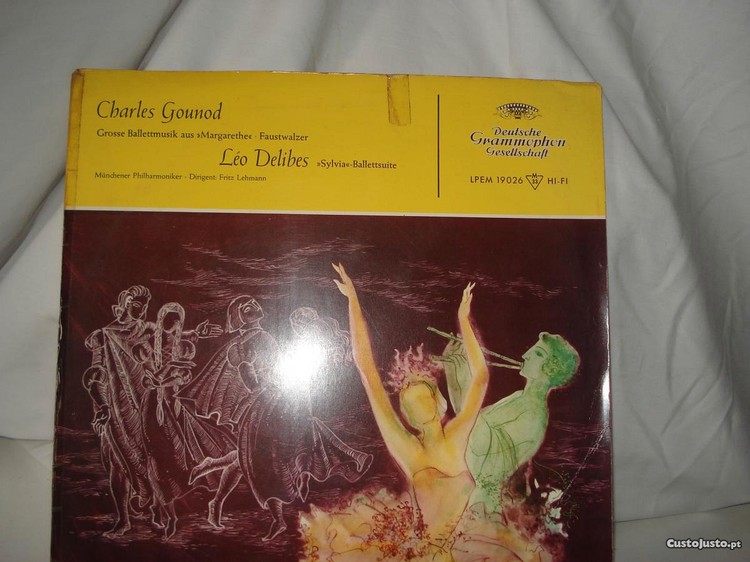 Charles Gounod
Grosse Ballettmusik aus »Margarethe« · Faustwalzer
Léo Delibes »Sylvia«-Ballettsuite
Münchener Philharmoniker · Dirigent: Fritz Lehmann
Deutsche
Grammophon
Gesellschaft
LPEM 19026 M 33 HI-FI
CustoJusto.pt